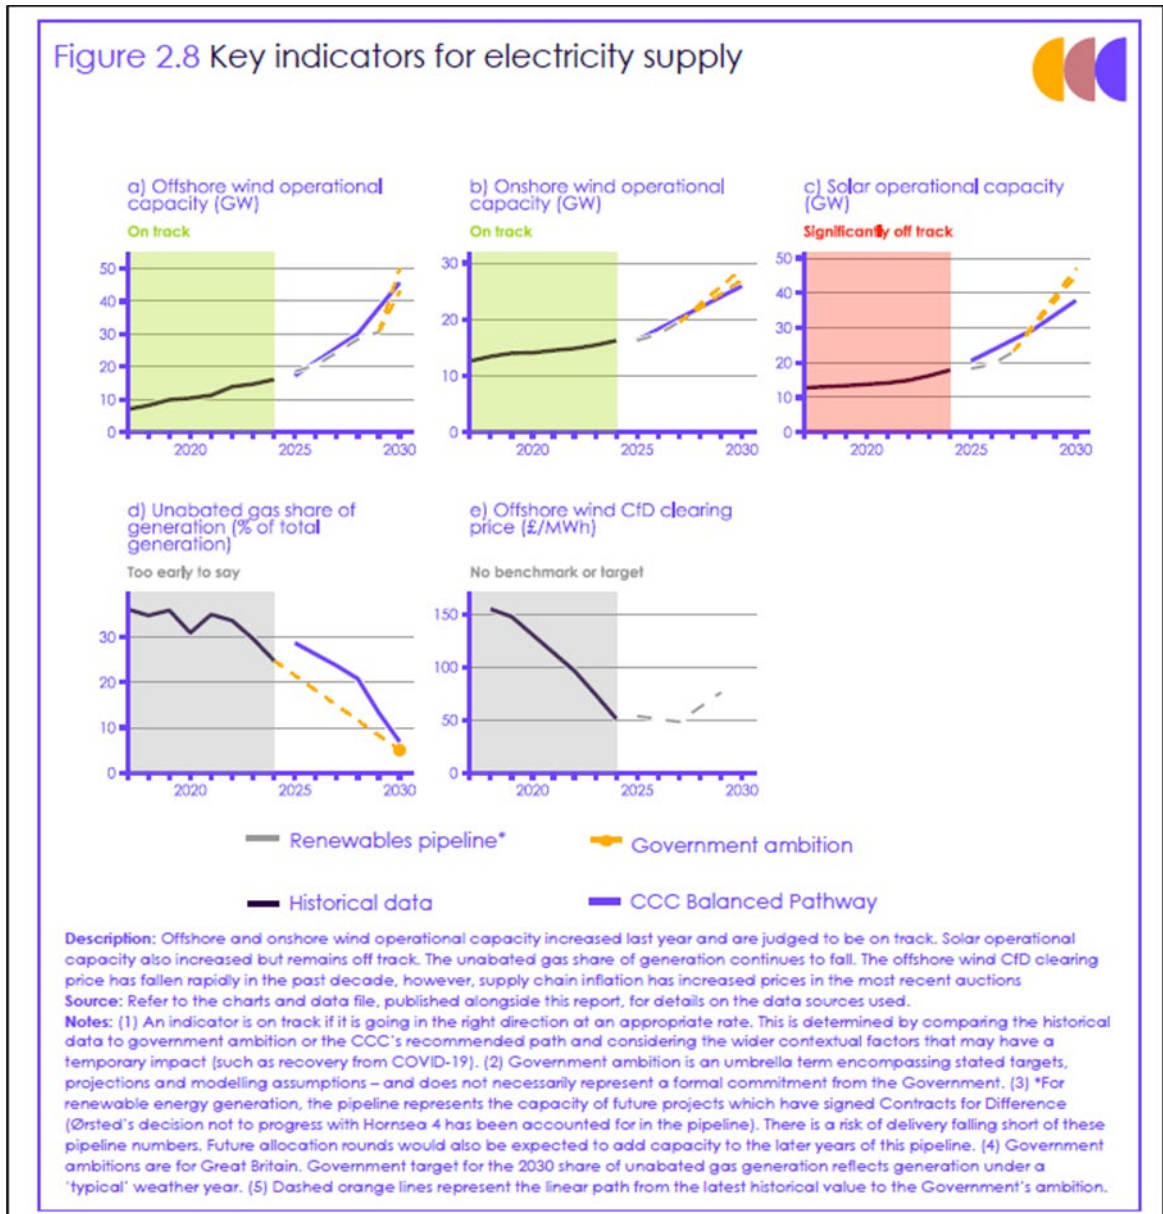 Figure 2.8 Key indicators for electricity supply
a) Offshore wind operational
capacity (GW)
On track
50
40
30
20
10
0
2020
2025
2030
b) Onshore wind operational
capacity (GW)
On track
30
20
10
0
2020
2025
2030
c) Solar operational capacity
(GW)
Significantly off track
50
40
30
20
10
0
2020
2025
2030
d) Unabated gas share of
generation (% of total
generation)
Too early to say
30
20
10
0
2020
2025
2030
e) Offshore wind CfD clearing
price (£/MWh)
No benchmark or target
150
100
50
0
2020
2025
2030
Renewables pipeline*
Government ambition
Historical data
CCC Balanced Pathway
Description: Offshore and onshore wind operational capacity increased last year and are judged to be on track. Solar operational
capacity also increased but remains off track. The unabated gas share of generation continues to fall. The offshore wind CfD clearing
price has fallen rapidly in the past decade, however, supply chain inflation has increased prices in the most recent auctions
Source: Refer to the charts and data file, published alongside this report, for details on the data sources used.
Notes: (1) An indicator is on track if it is going in the right direction at an appropriate rate. This is determined by comparing the historical
data to government ambition or the CCC's recommended path and considering the wider contextual factors that may have a
temporary impact (such as recovery from COVID-19). (2) Government ambition is an umbrella term encompassing stated targets,
projections and modelling assumptions – and does not necessarily represent a formal commitment from the Government. (3) *For
renewable energy generation, the pipeline represents the capacity of future projects which have signed Contracts for Difference
(Ørsted's decision not to progress with Hornsea 4 has been accounted for in the pipeline). There is a risk of delivery falling short of these
pipeline numbers. Future allocation rounds would also be expected to add capacity to the later years of this pipeline. (4) Government
ambitions are for Great Britain. Government target for the 2030 share of unabated gas generation reflects generation under a
'typical' weather year. (5) Dashed orange lines represent the linear path from the latest historical value to the Government's ambition.